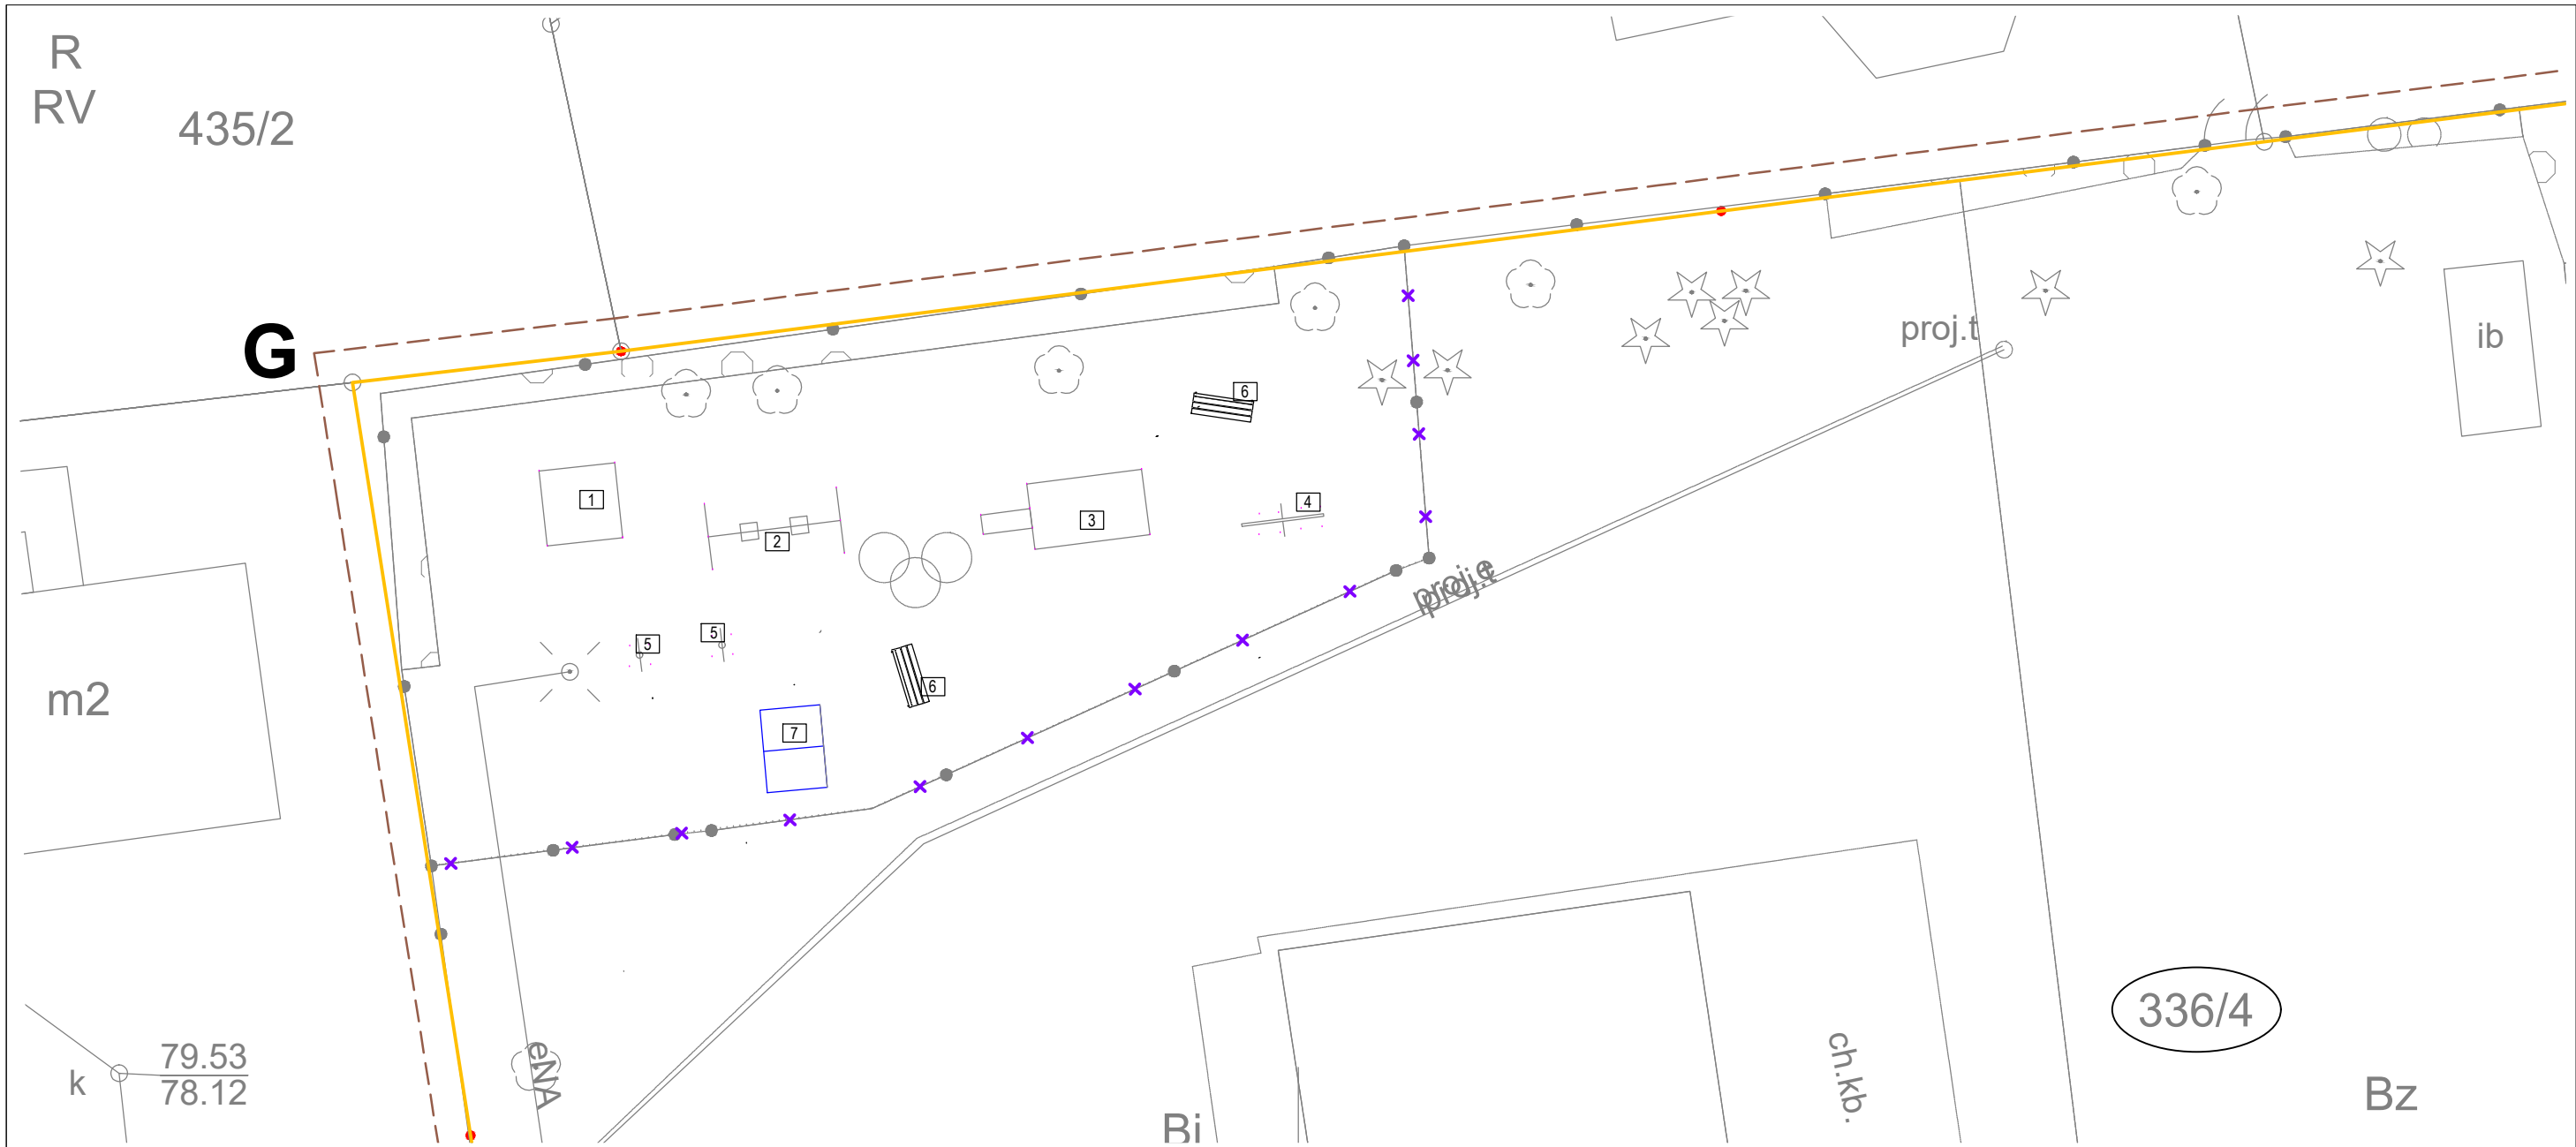 R
RV
435/2
G
proj.t
ib
6
1
4
3
2
proj.e
proj.t
5
5
6
m2
7
336/4
79.53
78.12
k
eNA
ch.kb.
Bi
Bz